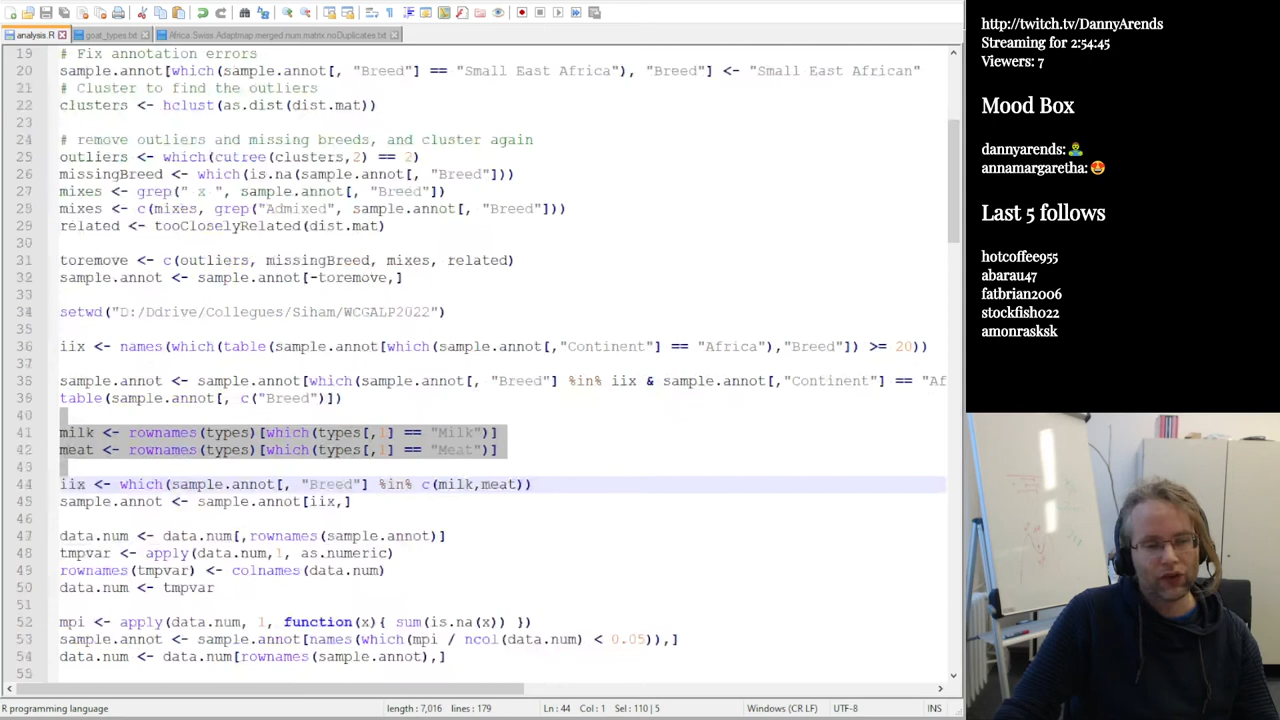 analysis.R
goat_types.txt
Africa.Swiss.Adaptmap.merged.num.matrix.noDuplicates.txt
19 # Fix annotation errors
20 sample.annot[which(sample.annot[, "Breed"] == "Small East Africa"), "Breed"] <- "Small East African"
21 # Cluster to find the outliers
22 clusters <- hclust(as.dist(dist.mat))
23
24 # remove outliers and missing breeds, and cluster again
25 outliers <- which(cutree(clusters,2) == 2)
26 missingBreed <- which(is.na(sample.annot[, "Breed"]))
27 mixes <- grep(" x ", sample.annot[, "Breed"])
28 mixes <- c(mixes, grep("Admixed", sample.annot[, "Breed"]))
29 related <- tooCloselyRelated(dist.mat)
30
31 toremove <- c(outliers, missingBreed, mixes, related)
32 sample.annot <- sample.annot[-toremove,]
33
34 setwd("D:/Ddrive/Collegues/Siham/WCGALP2022")
35
36 iix <- names(which(table(sample.annot[which(sample.annot[,"Continent"] == "Africa"),"Breed"]) >= 20))
37
38 sample.annot <- sample.annot[which(sample.annot[, "Breed"] %in% iix & sample.annot[,"Continent"] == "Af
39 table(sample.annot[, c("Breed")])
40
41 milk <- rownames(types)[which(types[,1] == "Milk")]
42 meat <- rownames(types)[which(types[,1] == "Meat")]
43
44 iix <- which(sample.annot[, "Breed"] %in% c(milk,meat))
45 sample.annot <- sample.annot[iix,]
46
47 data.num <- data.num[,rownames(sample.annot)]
48 tmpvar <- apply(data.num,1, as.numeric)
49 rownames(tmpvar) <- colnames(data.num)
50 data.num <- tmpvar
51
52 mpi <- apply(data.num, 1, function(x){ sum(is.na(x)) })
53 sample.annot <- sample.annot[names(which(mpi / ncol(data.num) < 0.05)),]
54 data.num <- data.num[rownames(sample.annot),]
55
R programming language length : 7,016 lines : 179 Ln : 44 Col : 1 Sel : 110 | 5 Windows (CR LF) UTF-8 INS
http://twitch.tv/DannyArends
Streaming for 2:54:45
Viewers: 7
Mood Box
dannyarends: 🧟‍♂️
annamargaretha: 😍
Last 5 follows
hotcoffee955
abarau47
fatbrian2006
stockfish022
amonrasksk